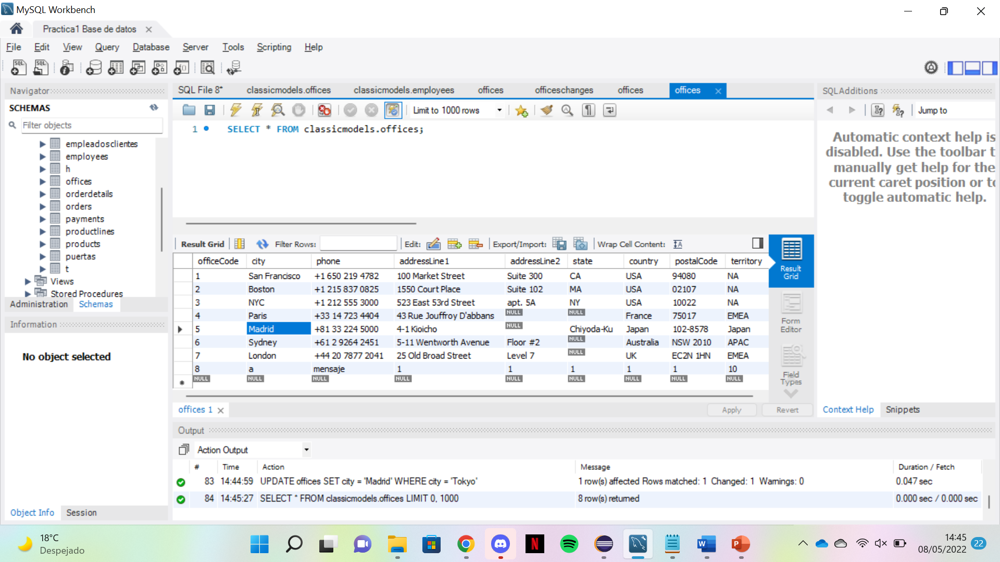 MySQL Workbench
Practica1 Base de datos
File Edit View Query Database Server Tools Scripting Help
Navigator
SCHEMAS
Filter objects
empleadosclientes
employees
h
offices
orderdetails
orders
payments
productlines
products
puertas
t
Views
Stored Procedures
Administration Schemas
Information
No object selected
Object Info Session
SQL File 8* classicmodels.offices classicmodels.employees offices officeschanges offices offices
Limit to 1000 rows
1 SELECT * FROM classicmodels.offices;
Result Grid Filter Rows: Edit: Export/Import: Wrap Cell Content:
officeCode city phone addressLine1 addressLine2 state country postalCode territory
1 San Francisco +1 650 219 4782 100 Market Street Suite 300 CA USA 94080 NA
2 Boston +1 215 837 0825 1550 Court Place Suite 102 MA USA 02107 NA
3 NYC +1 212 555 3000 523 East 53rd Street apt. 5A NY USA 10022 NA
4 Paris +33 14 723 4404 43 Rue Jouffroy D'abbans NULL NULL France 75017 EMEA
5 Madrid +81 33 224 5000 4-1 Kioicho NULL Chiyoda-Ku Japan 102-8578 Japan
6 Sydney +61 2 9264 2451 5-11 Wentworth Avenue Floor #2 NULL Australia NSW 2010 APAC
7 London +44 20 7877 2041 25 Old Broad Street Level 7 NULL UK EC2N 1HN EMEA
8 a mensaje 1 1 1 1 1 10
NULL NULL NULL NULL NULL NULL NULL NULL NULL
Result
Grid
Form
Editor
Field
Types
offices 1
Apply Revert
SQLAdditions
Jump to
Automatic context help is
disabled. Use the toolbar t
manually get help for the
current caret position or to
toggle automatic help.
Context Help Snippets
Output
Action Output
# Time Action Message Duration / Fetch
83 14:44:59 UPDATE offices SET city = 'Madrid' WHERE city = 'Tokyo' 1 row(s) affected Rows matched: 1 Changed: 1 Warnings: 0 0.047 sec
84 14:45:27 SELECT * FROM classicmodels.offices LIMIT 0, 1000 8 row(s) returned 0.000 sec / 0.000 sec
18°C
Despejado
14:45
08/05/2022
22